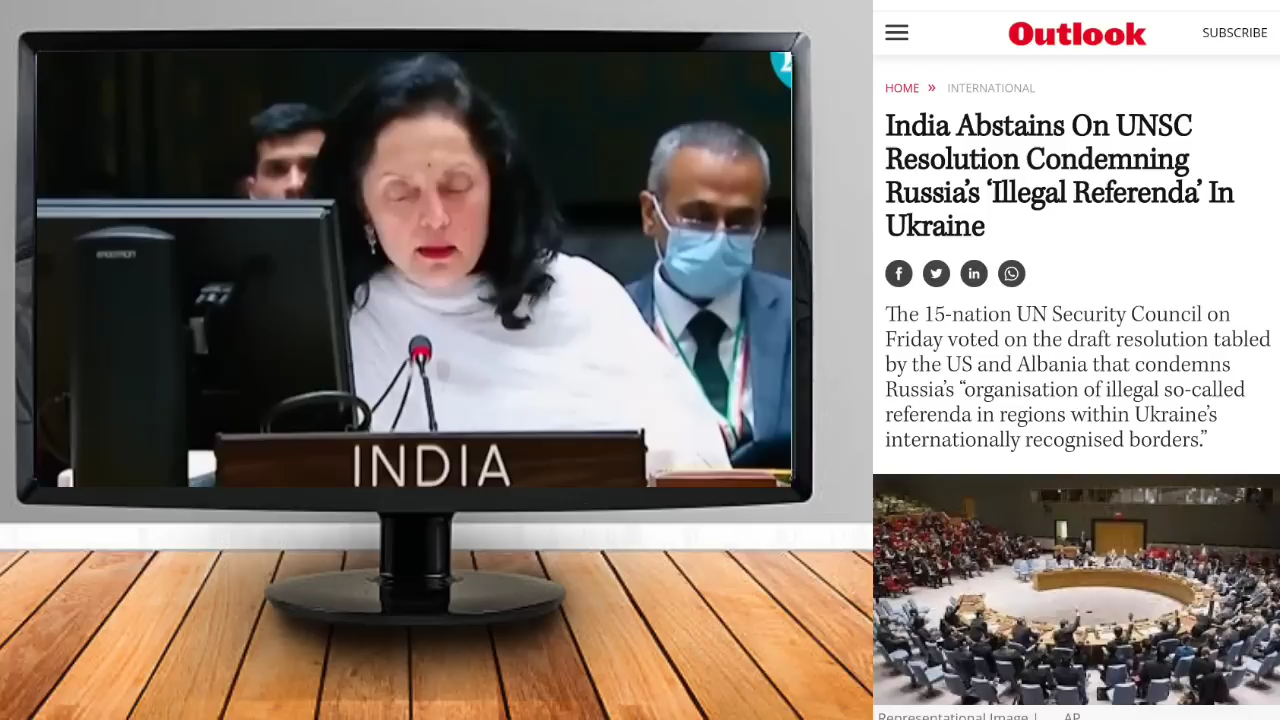 INDIA
Outlook
SUBSCRIBE
HOME » INTERNATIONAL
India Abstains On UNSC
Resolution Condemning
Russia’s ‘Illegal Referenda’ In
Ukraine
The 15-nation UN Security Council on
Friday voted on the draft resolution tabled
by the US and Albania that condemns
Russia’s “organisation of illegal so-called
referenda in regions within Ukraine’s
internationally recognised borders.”
Representational Image | AP